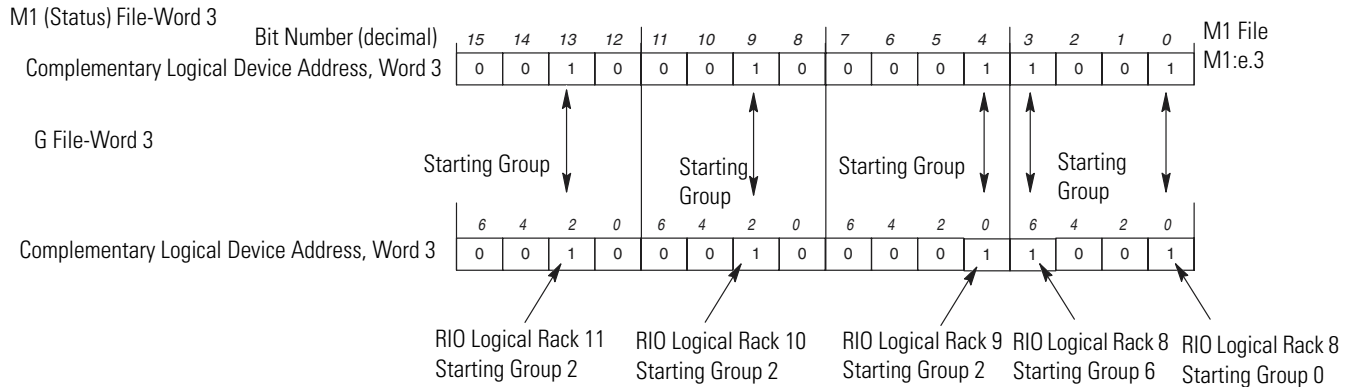 M1 (Status) File-Word 3
Bit Number (decimal) 15 14 13 12 11 10 9 8 7 6 5 4 3 2 1 0 M1 File
Complementary Logical Device Address, Word 3 0 0 1 0 0 0 1 0 0 0 0 1 1 0 0 1 M1:e.3
G File-Word 3
Starting Group Starting Group Starting Group Starting Group
6 4 2 0 6 4 2 0 6 4 2 0 6 4 2 0
Complementary Logical Device Address, Word 3 0 0 1 0 0 0 1 0 0 0 0 1 1 0 0 1
RIO Logical Rack 11 RIO Logical Rack 10 RIO Logical Rack 9 RIO Logical Rack 8 RIO Logical Rack 8
Starting Group 2 Starting Group 2 Starting Group 2 Starting Group 6 Starting Group 0